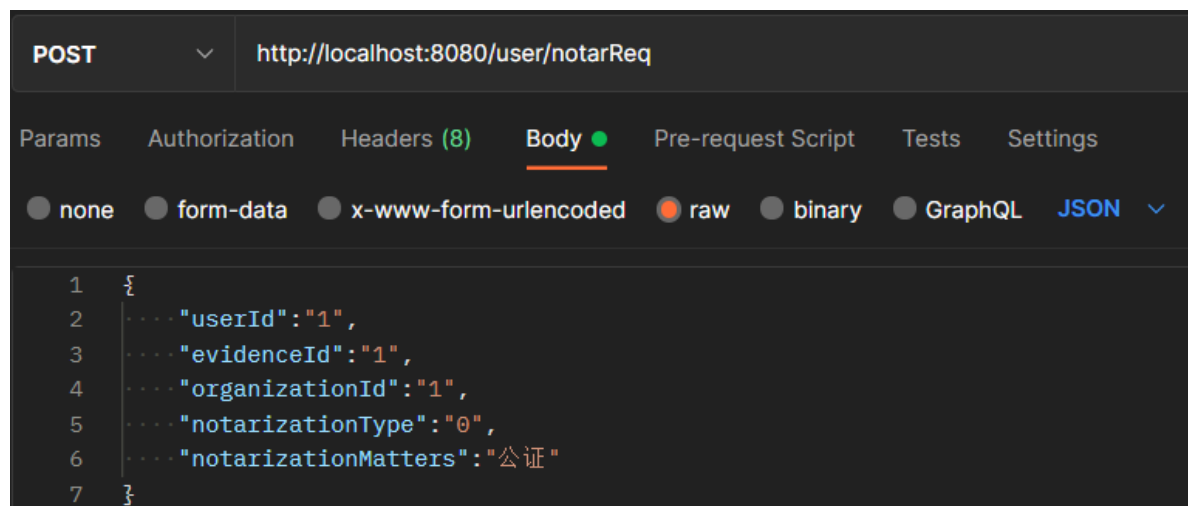 POST http://localhost:8080/user/notarReq
Params Authorization Headers (8) Body Pre-request Script Tests Settings
none form-data x-www-form-urlencoded raw binary GraphQL JSON
1 {
2 "userId":"1",
3 "evidenceId":"1",
4 "organizationId":"1",
5 "notarizationType":"0",
6 "notarizationMatters":"公证"
7 }